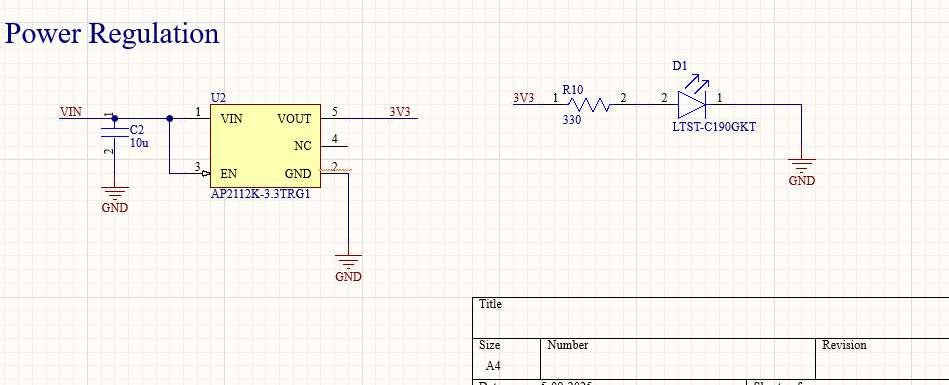 Power Regulation
VIN
1
2
C2
10u
GND
U2
1
VIN
VOUT
5
3V3
NC
4
3
EN
GND
2
AP2112K-3.3TRG1
GND
3V3
1
R10
330
2
D1
2
1
LTST-C190GKT
GND
Title
Size
Number
Revision
A4